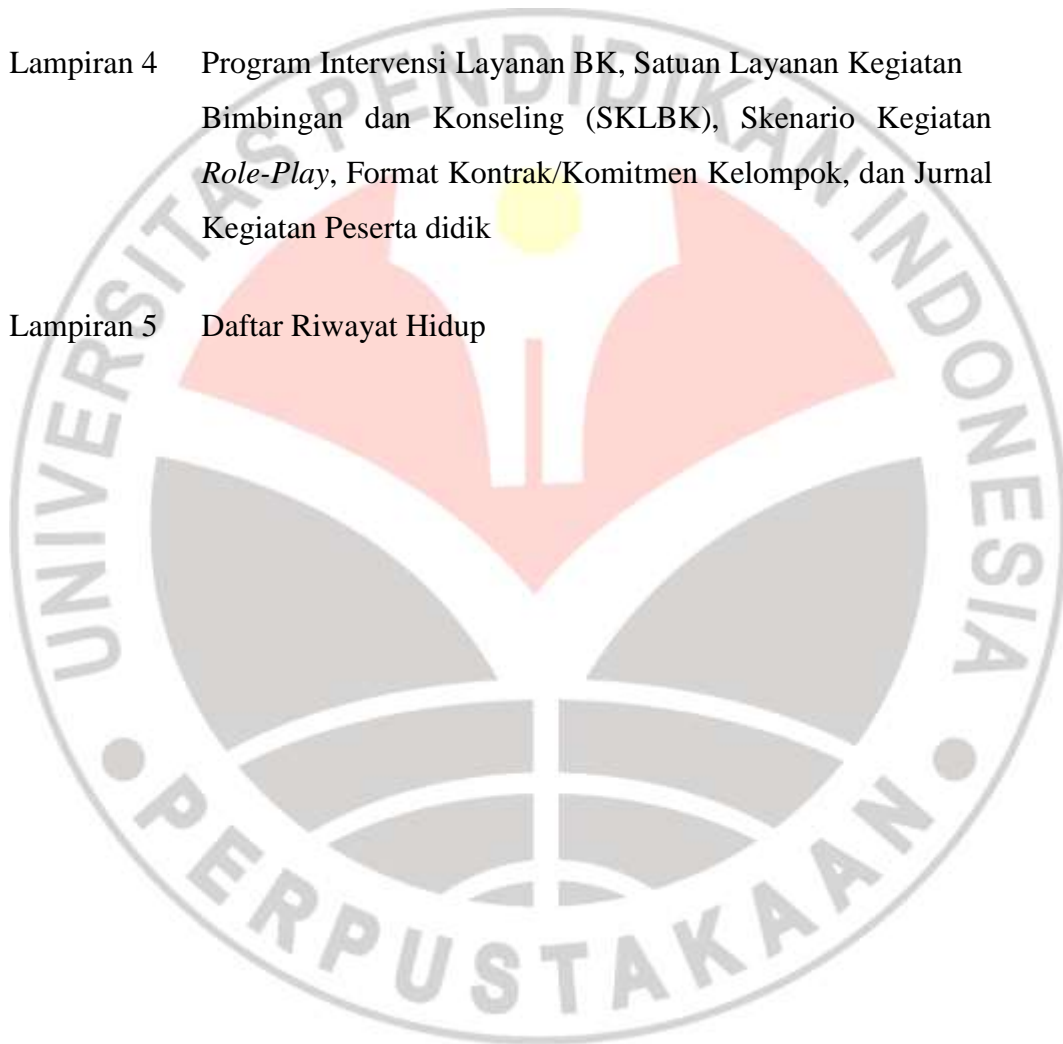 Lampiran 4 Program Intervensi Layanan BK, Satuan Layanan Kegiatan
Bimbingan dan Konseling (SKLBK), Skenario Kegiatan
Role-Play, Format Kontrak/Komitmen Kelompok, dan Jurnal
Kegiatan Peserta didik
Lampiran 5 Daftar Riwayat Hidup
UNIVERSITAS PENDIDIKAN INDONESIA
PERPUSTAKAAN